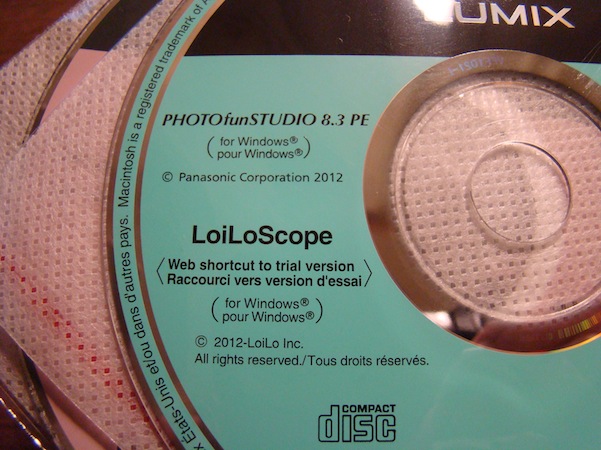 LUMIX
PHOTOfunSTUDIO 8.3 PE
(for Windows®
pour Windows®)
© Panasonic Corporation 2012
LoiLoScope
〈Web shortcut to trial version
Raccourci vers version d'essai〉
(for Windows®
pour Windows®)
© 2012-LoiLo Inc.
All rights reserved./Tous droits réservés.
COMPACT
disc
x États-Unis et/ou dans d'autres pays. Macintosh is a registered trademark of A